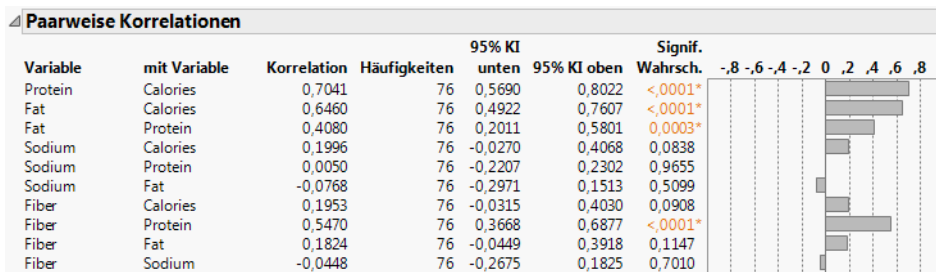 Paarweise Korrelationen
95% KI Signif.
Variable mit Variable Korrelation Häufigkeiten unten 95% KI oben Wahrsch. -,8 -,6 -,4 -,2 0 ,2 ,4 ,6 ,8
Protein Calories 0,7041 76 0,5690 0,8022 <,0001*
Fat Calories 0,6460 76 0,4922 0,7607 <,0001*
Fat Protein 0,4080 76 0,2011 0,5801 0,0003*
Sodium Calories 0,1996 76 -0,0270 0,4068 0,0838
Sodium Protein 0,0050 76 -0,2207 0,2302 0,9655
Sodium Fat -0,0768 76 -0,2971 0,1513 0,5099
Fiber Calories 0,1953 76 -0,0315 0,4030 0,0908
Fiber Protein 0,5470 76 0,3668 0,6877 <,0001*
Fiber Fat 0,1824 76 -0,0449 0,3918 0,1147
Fiber Sodium -0,0448 76 -0,2675 0,1825 0,7010